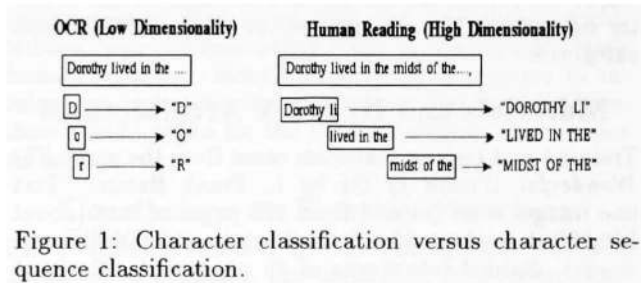 OCR (Low Dimensionality)
Human Reading (High Dimensionality)
Dorothy lived in the ....
Dorothy lived in the midst of the...,
D "D"
Dorothy li "DOROTHY LI"
o "O"
lived in the "LIVED IN THE"
r "R"
midst of the "MIDST OF THE"
Figure 1: Character classification versus character se-
quence classification.